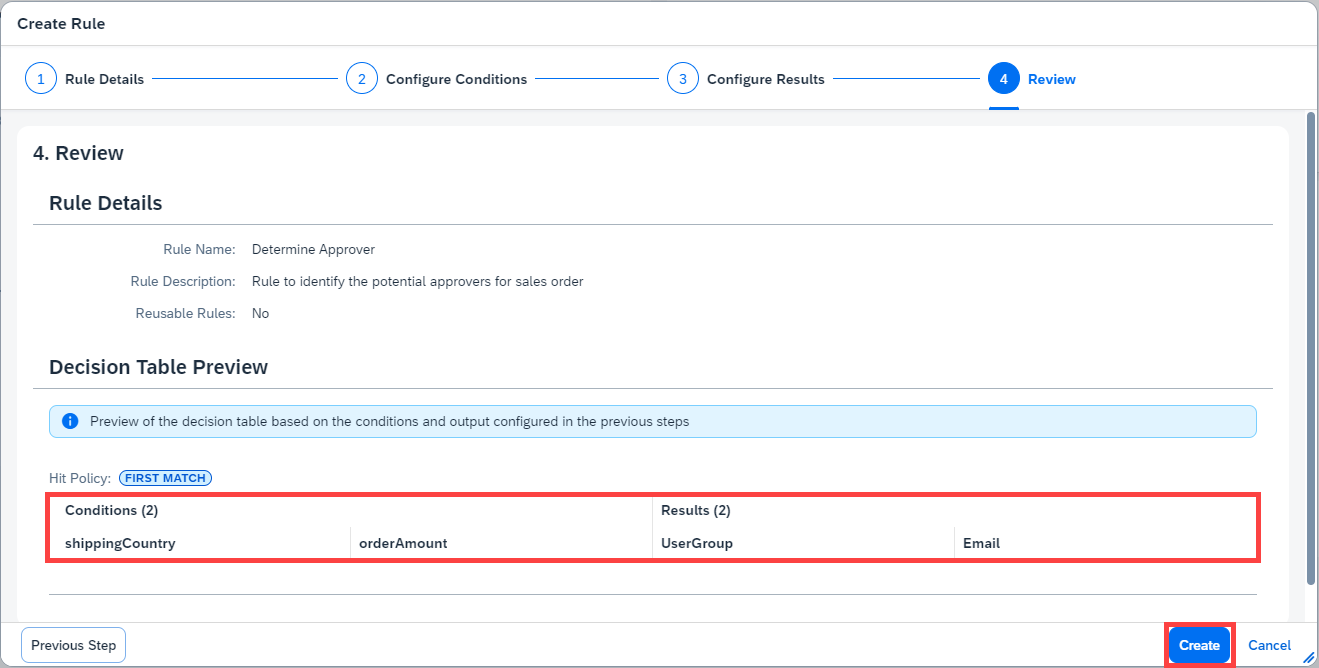 Create Rule
1 Rule Details 2 Configure Conditions 3 Configure Results 4 Review
4. Review
Rule Details
Rule Name: Determine Approver
Rule Description: Rule to identify the potential approvers for sales order
Reusable Rules: No
Decision Table Preview
Preview of the decision table based on the conditions and output configured in the previous steps
Hit Policy: FIRST MATCH
Conditions (2) Results (2)
shippingCountry orderAmount UserGroup Email
Previous Step Create Cancel